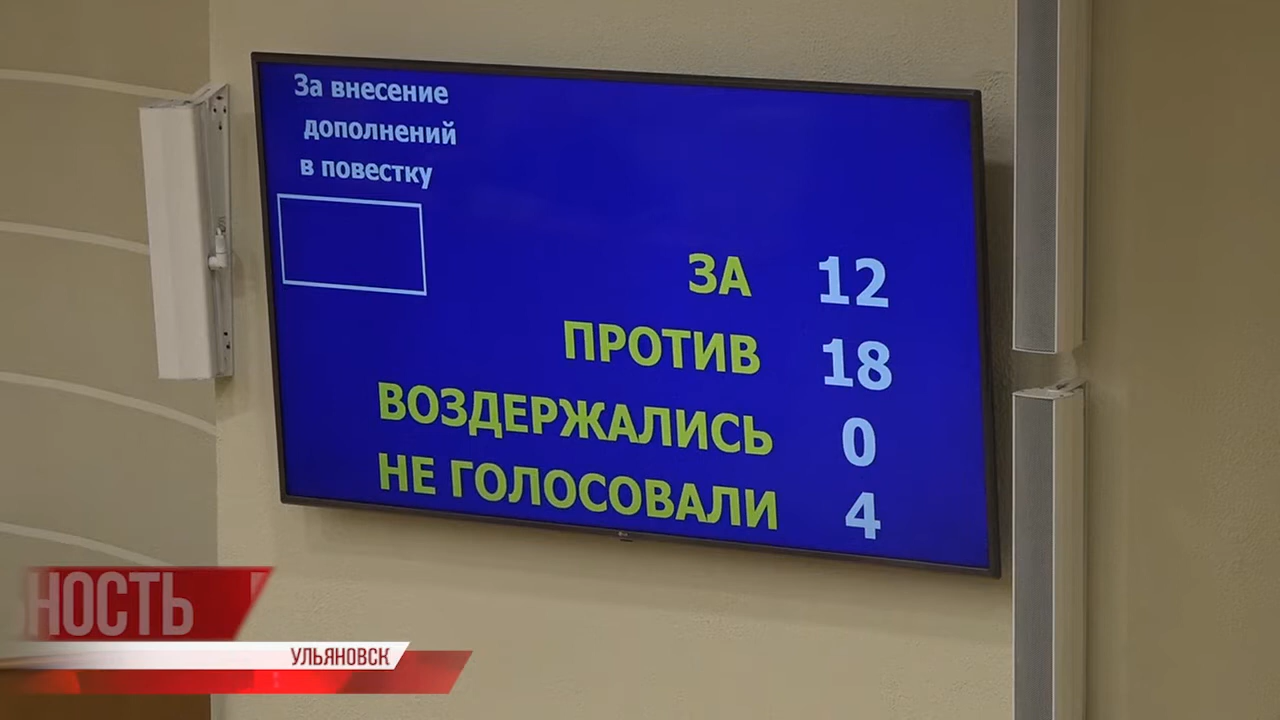 За внесение
дополнений
в повестку
ЗА 12
ПРОТИВ 18
ВОЗДЕРЖАЛИСЬ 0
НЕ ГОЛОСОВАЛИ 4
НОСТЬ
УЛЬЯНОВСК